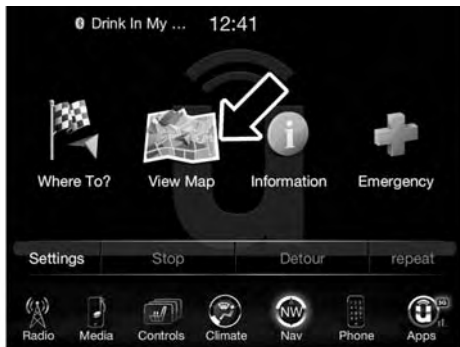 Drink In My ... 12:41
Where To? View Map Information Emergency
Settings Stop Detour repeat
NW
3G
Radio Media Controls Climate Nav Phone Apps